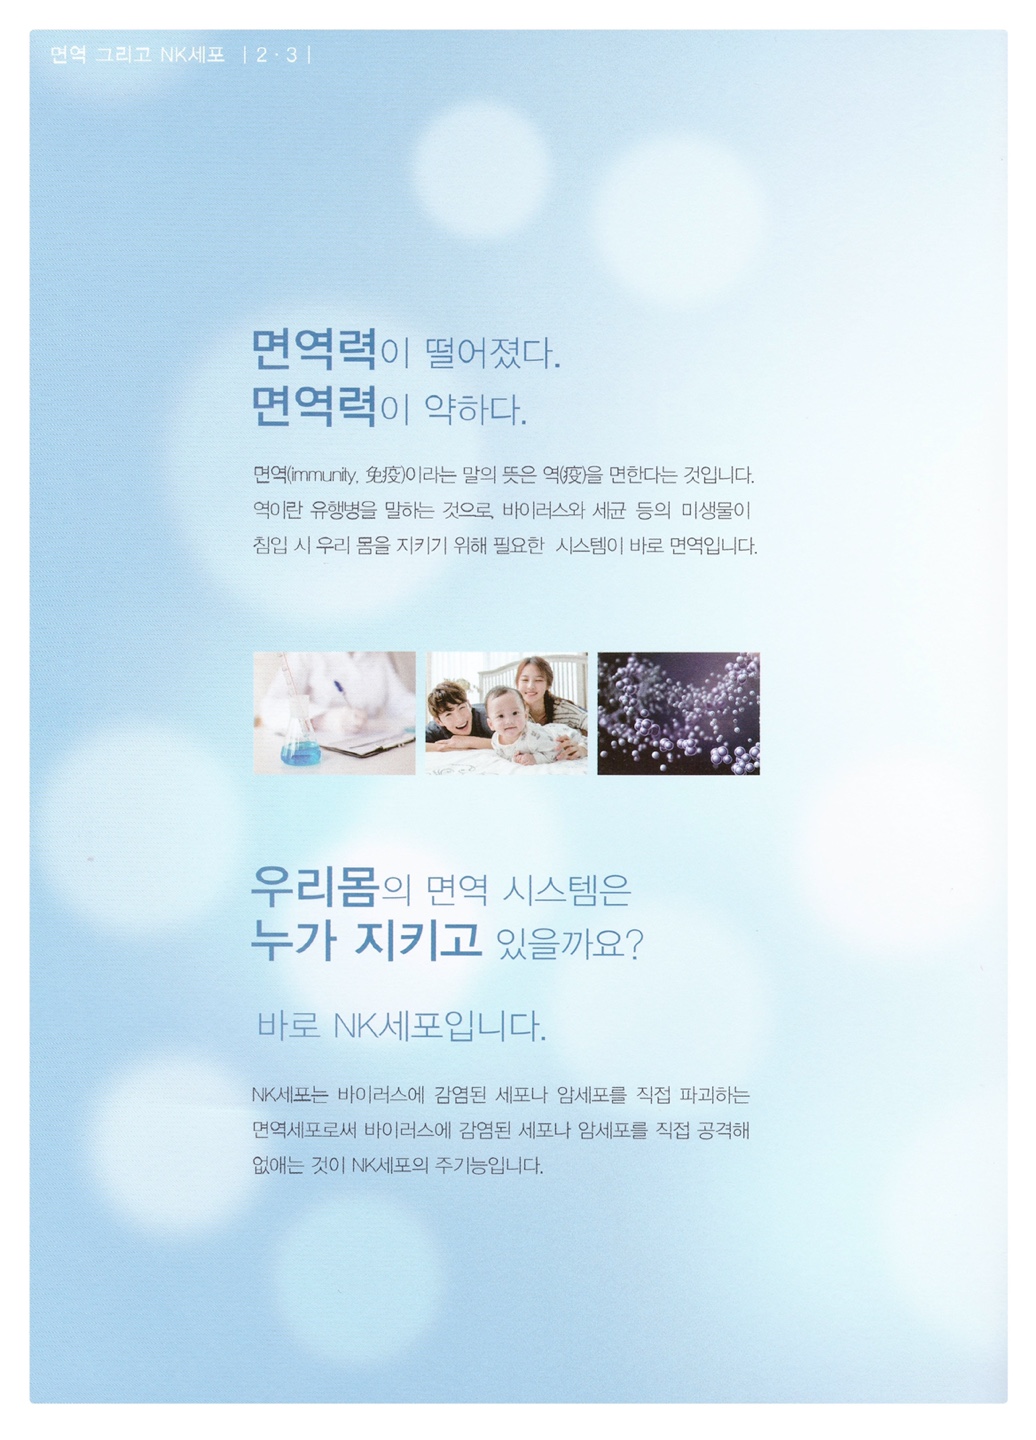 면역 그리고 NK세포 | 2 · 3 |
면역력이 떨어졌다.
면역력이 약하다.
면역(immunity, 免疫)이라는 말의 뜻은 역(疫)을 면한다는 것입니다.
역이란 유행병을 말하는 것으로, 바이러스와 세균 등의 미생물이
침입 시 우리 몸을 지키기 위해 필요한 시스템이 바로 면역입니다.
우리몸의 면역 시스템은
누가 지키고 있을까요?
바로 NK세포입니다.
NK세포는 바이러스에 감염된 세포나 암세포를 직접 파괴하는
면역세포로써 바이러스에 감염된 세포나 암세포를 직접 공격해
없애는 것이 NK세포의 주기능입니다.